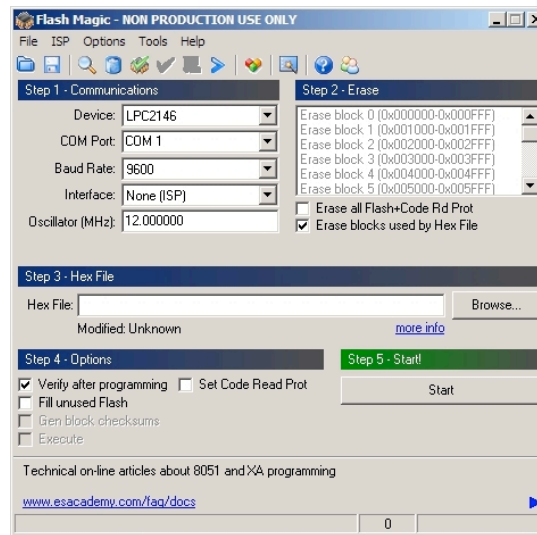 Flash Magic - NON PRODUCTION USE ONLY
File ISP Options Tools Help
Step 1 - Communications
Device: LPC2146
COM Port: COM 1
Baud Rate: 9600
Interface: None (ISP)
Oscillator (MHz): 12.000000
Step 2 - Erase
Erase block 0 (0x000000-0x000FFF)
Erase block 1 (0x001000-0x001FFF)
Erase block 2 (0x002000-0x002FFF)
Erase block 3 (0x003000-0x003FFF)
Erase block 4 (0x004000-0x004FFF)
Erase block 5 (0x005000-0x005FFF)
Erase all Flash+Code Rd Prot
Erase blocks used by Hex File
Step 3 - Hex File
Hex File: Browse...
Modified: Unknown more info
Step 4 - Options
Verify after programming Set Code Read Prot
Fill unused Flash
Gen block checksums
Execute
Step 5 - Start!
Start
Technical on-line articles about 8051 and XA programming
www.esacademy.com/faq/docs
0